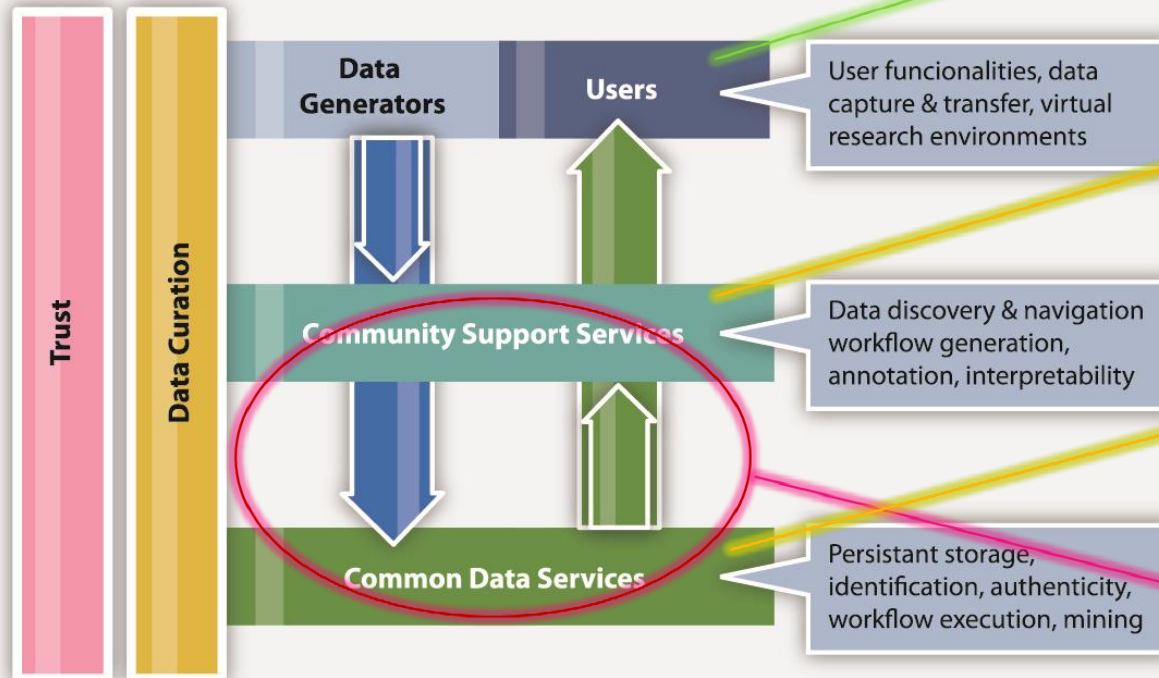 Trust
Data Curation
Data
Generators
Users
User funcionalities, data
capture & transfer, virtual
research environments
Community Support Services
Data discovery & navigation
workflow generation,
annotation, interpretability
Common Data Services
Persistant storage,
identification, authenticity,
workflow execution, mining